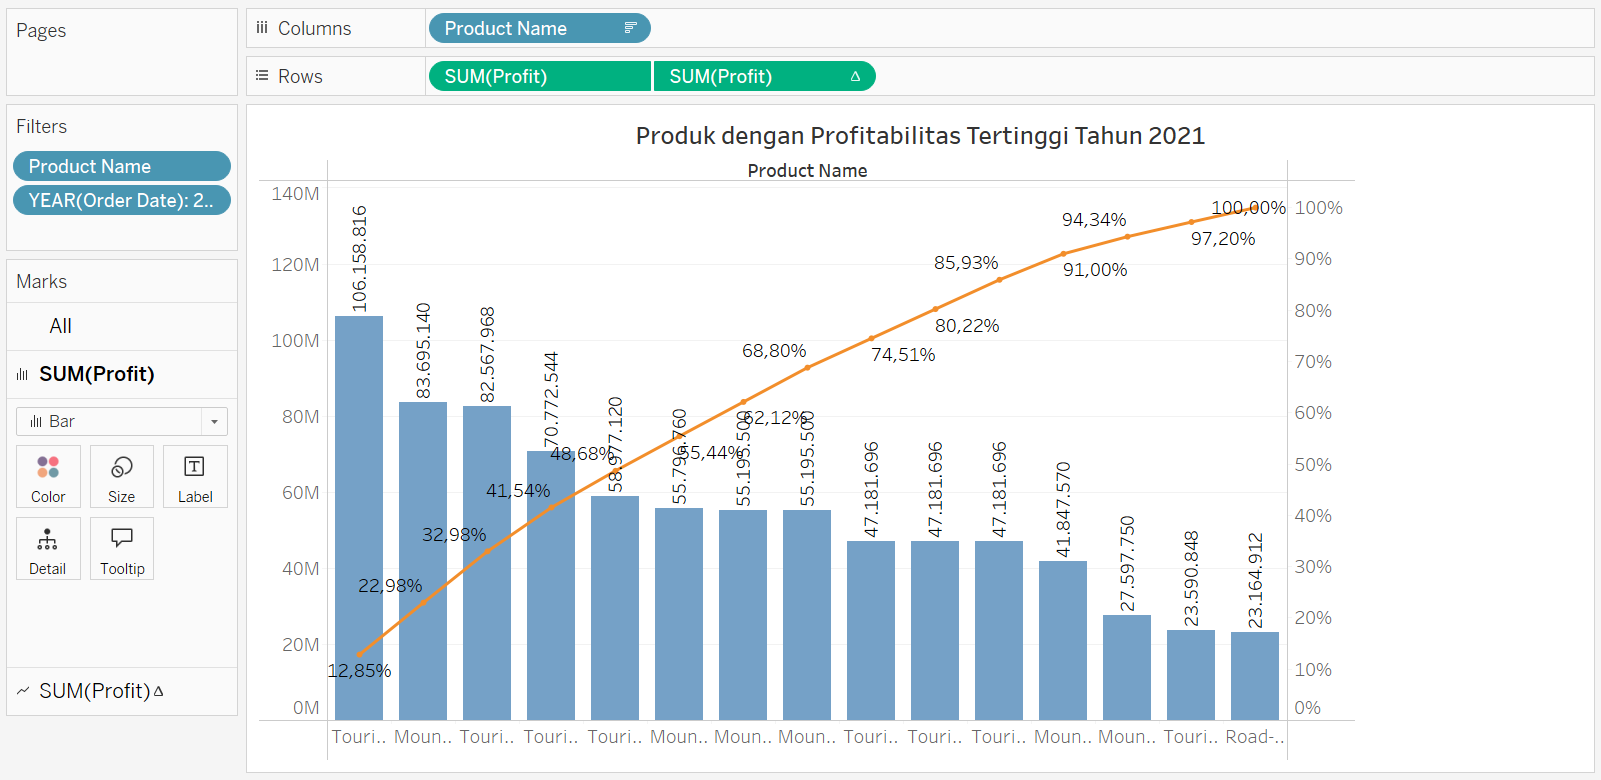 Pages
Columns
Product Name
Rows
SUM(Profit)
SUM(Profit) Δ
Filters
Product Name
YEAR(Order Date): 2..
Marks
All
SUM(Profit)
Bar
Color
Size
Label
Detail
Tooltip
SUM(Profit) Δ
Produk dengan Profitabilitas Tertinggi Tahun 2021
Product Name
140M
120M
100M
80M
60M
40M
20M
0M
106.158.816
83.695.140
82.567.968
70.772.544
58.977.120
55.796.760
55.195.500
55.195.500
47.181.696
47.181.696
47.181.696
41.847.570
27.597.750
23.590.848
23.164.912
12,85%
22,98%
32,98%
41,54%
48,68%
55,44%
62,12%
68,80%
74,51%
80,22%
85,93%
91,00%
94,34%
97,20%
100,00%
100%
90%
80%
70%
60%
50%
40%
30%
20%
10%
0%
Touri.. Moun.. Touri.. Touri.. Touri.. Moun.. Moun.. Moun.. Touri.. Touri.. Touri.. Moun.. Moun.. Touri.. Road-..